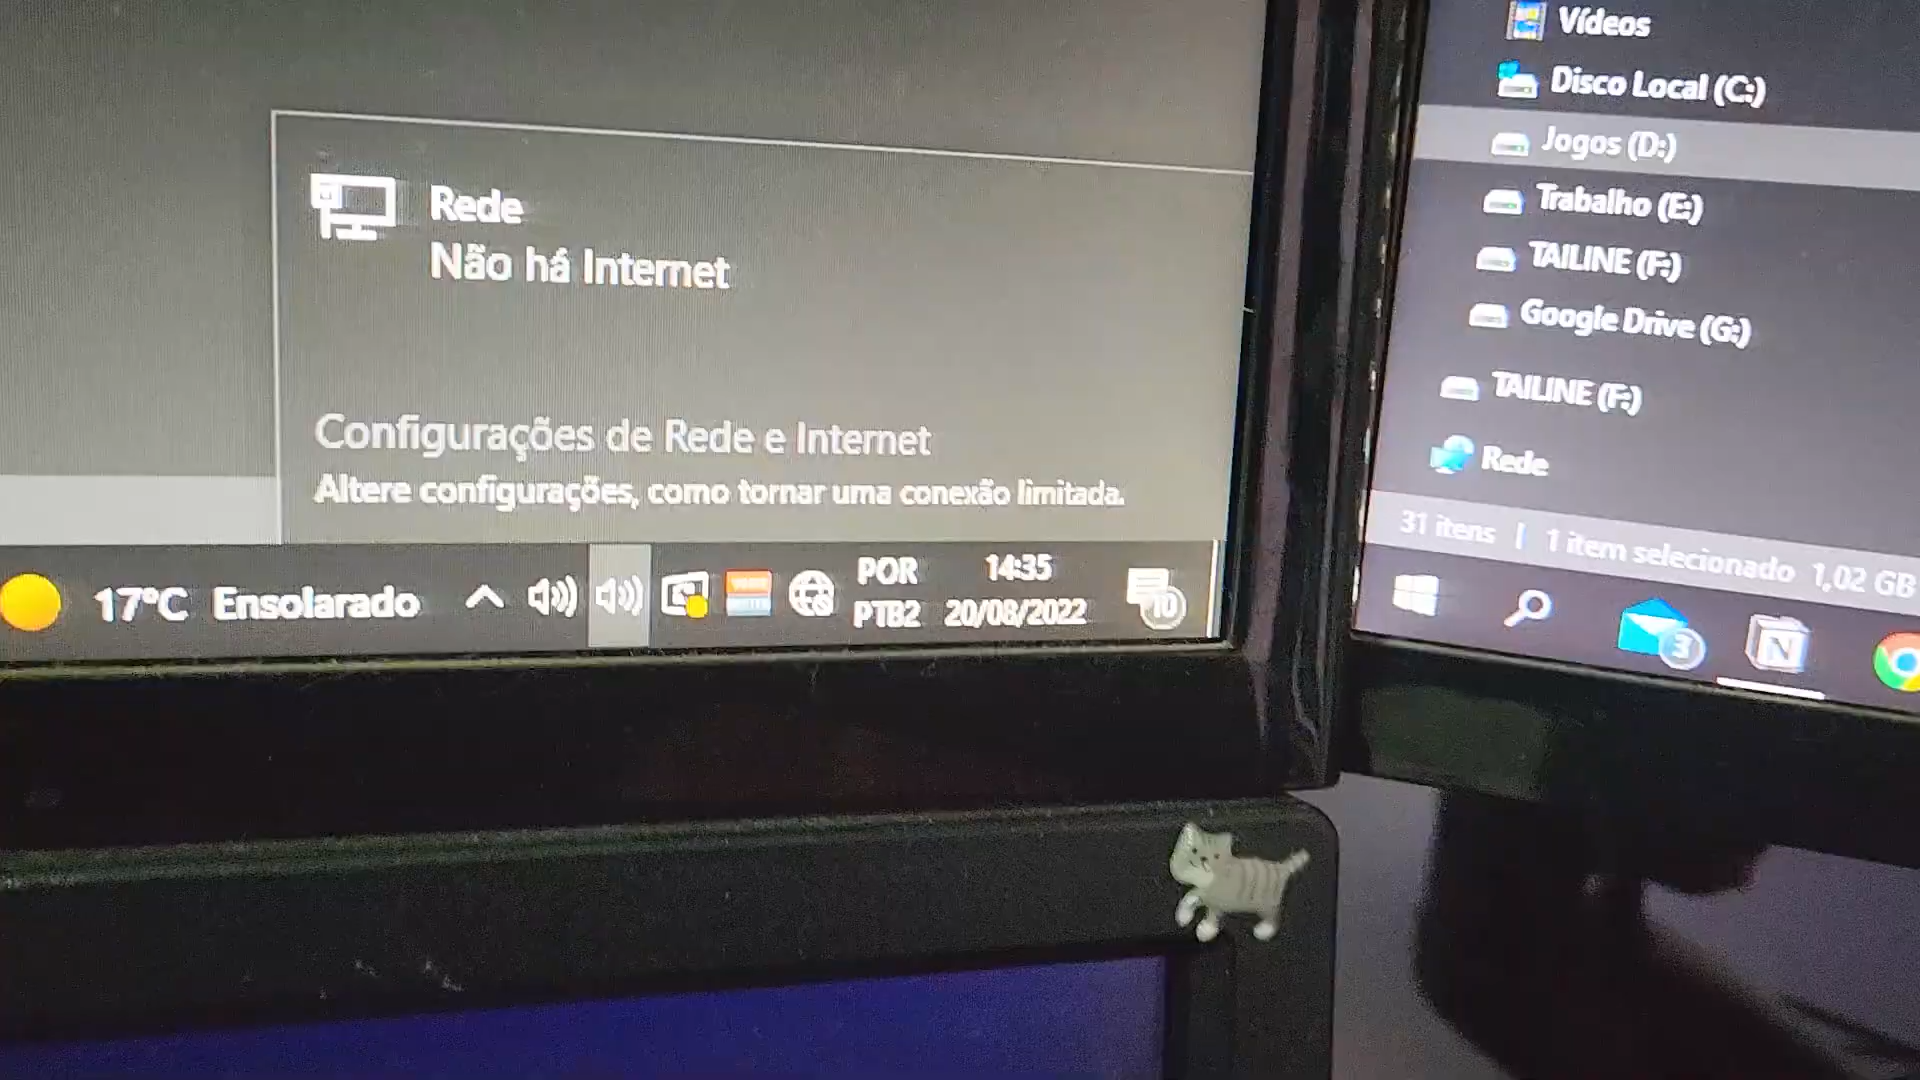 Rede
Não há Internet
Configurações de Rede e Internet
Altere configurações, como tornar uma conexão limitada.
17°C Ensolarado
POR
PTB2
14:35
20/08/2022
10
Vídeos
Disco Local (C:)
Jogos (D:)
Trabalho (E:)
TAILINE (F:)
Google Drive (G:)
TAILINE (F:)
Rede
31 itens | 1 item selecionado 1,02 GB
3
N